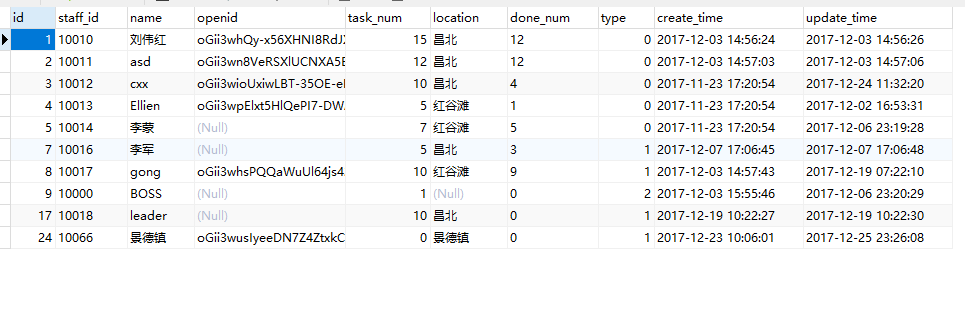 id staff_id name openid task_num location done_num type create_time update_time
1 10010 刘伟红 oGii3whQy-x56XHNI8RdJ 15 昌北 12 0 2017-12-03 14:56:24 2017-12-03 14:56:26
2 10011 asd oGii3wn8VeRSXlUCNXA5E 12 昌北 12 0 2017-12-03 14:57:03 2017-12-03 14:57:06
3 10012 cxx oGii3wioUxiwLBT-35OE-e 10 昌北 4 0 2017-11-23 17:20:54 2017-12-24 11:32:20
4 10013 Ellien oGii3wpElxt5HlQePI7-DW 5 红谷滩 1 0 2017-11-23 17:20:54 2017-12-02 16:53:31
5 10014 李蒙 (Null) 7 红谷滩 5 0 2017-11-23 17:20:54 2017-12-06 23:19:28
7 10016 李军 (Null) 5 昌北 3 1 2017-12-07 17:06:45 2017-12-07 17:06:48
8 10017 gong oGii3whsPQQaWuUl64js4 10 红谷滩 9 1 2017-12-03 14:57:43 2017-12-19 07:22:10
9 10000 BOSS (Null) 1 (Null) 0 2 2017-12-03 15:55:46 2017-12-06 23:20:29
17 10018 leader (Null) 10 昌北 0 1 2017-12-19 10:22:27 2017-12-19 10:22:30
24 10066 景德镇 oGii3wusIyeeDN7Z4ZtxkC 0 景德镇 0 1 2017-12-23 10:06:01 2017-12-25 23:26:08